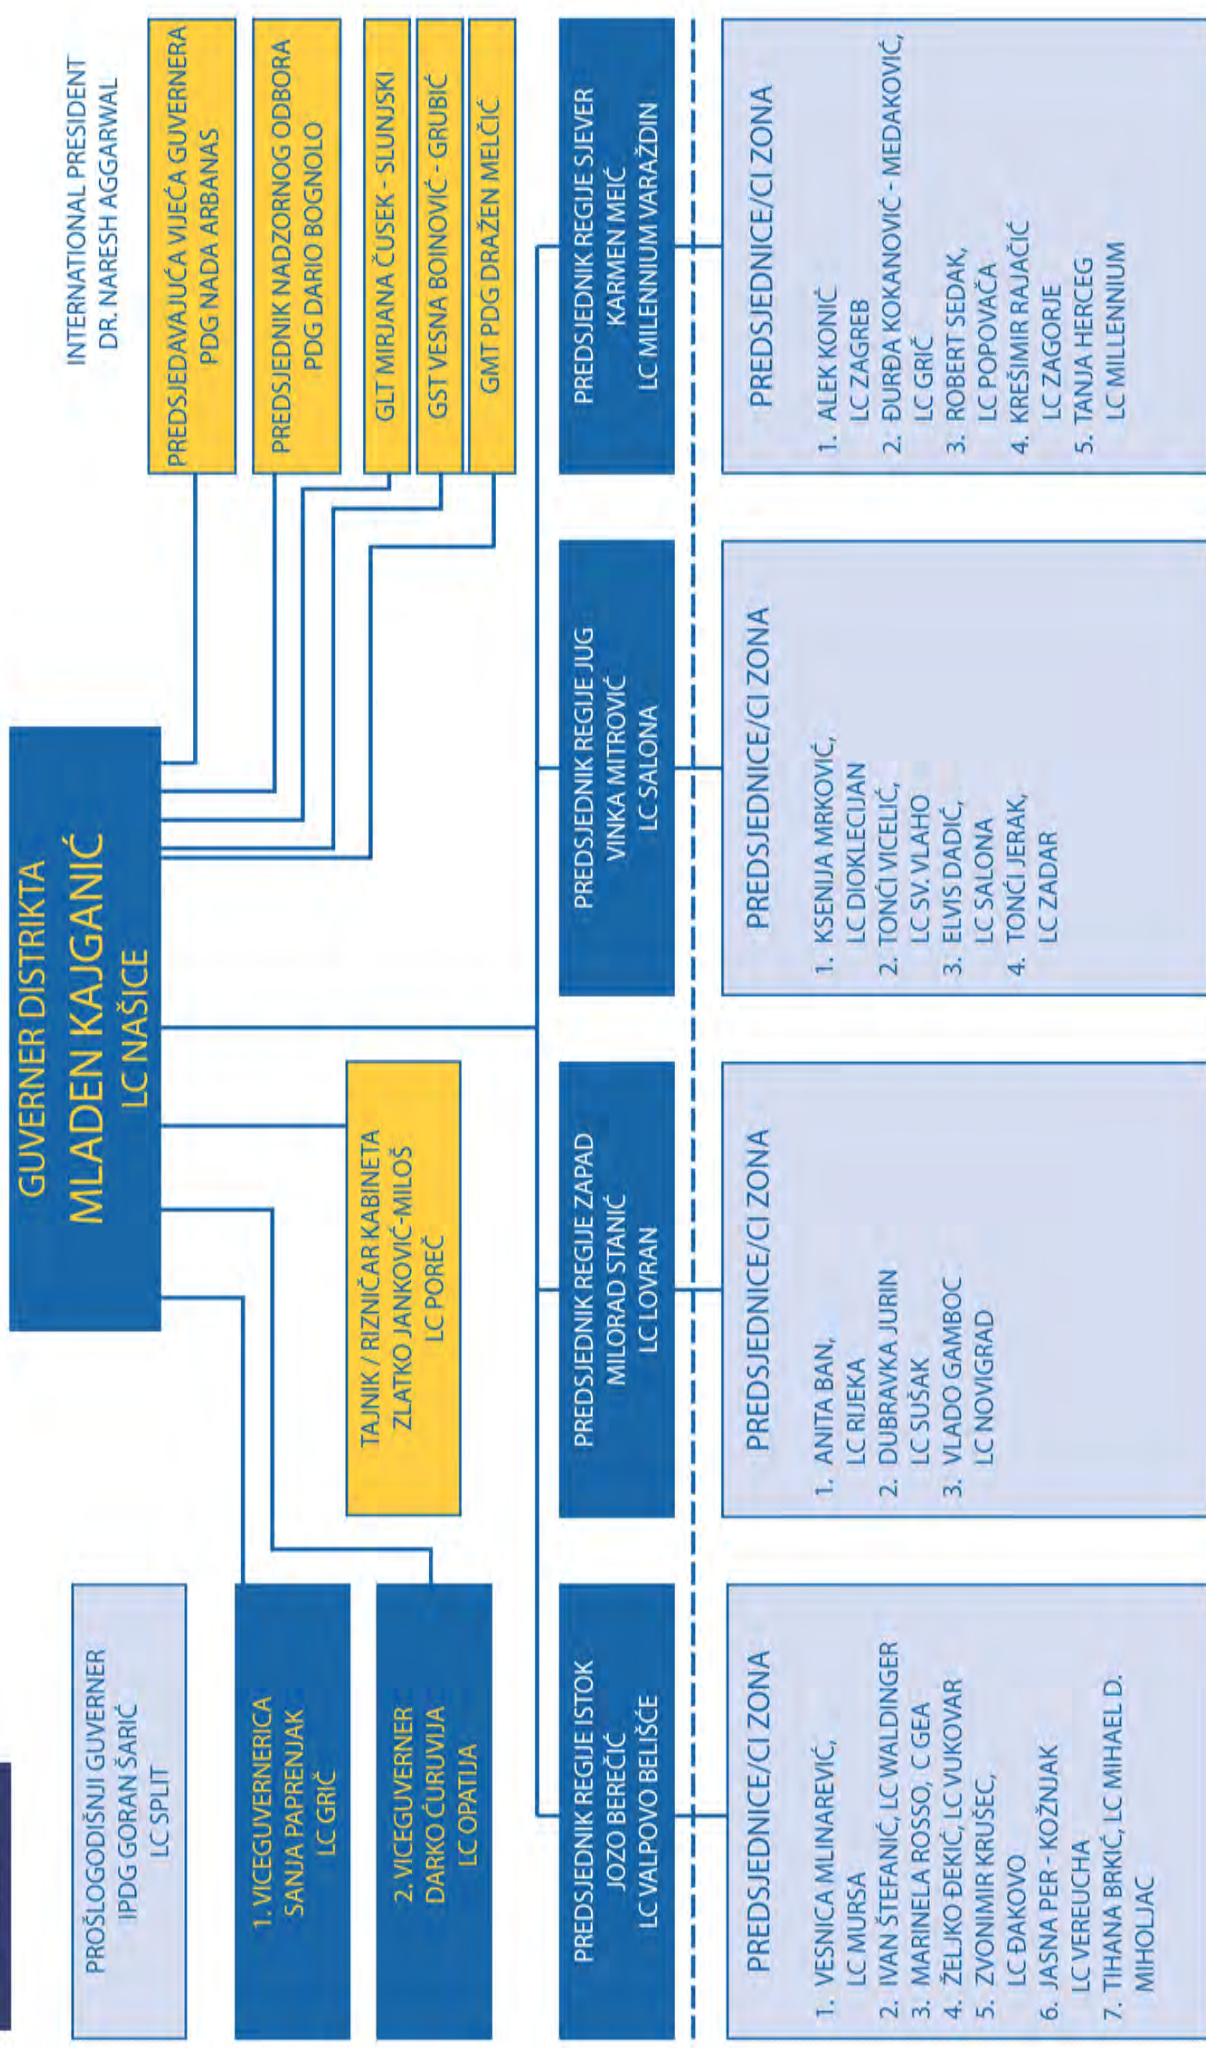 GUVERNER DISTRIKTA
MLADEN KAJGANIĆ
LC NAŠICE
INTERNATIONAL PRESIDENT
DR. NARESH AGGARWAL
PROŠLOGODIŠNJI GUVERNER
IPDG GORAN ŠARIĆ
LC SPLIT
1. VICEGUVERNERICA
SANJA PAPRENJAK
LC GRIČ
2. VICEGUVERNER
DARKO ĆURUVIJA
LC OPATIJA
TAJNIK / RIZNIČAR KABINETA
ZLATKO JANKOVIĆ-MILOŠ
LC POREČ
PREDSJEDAVAJUĆA VIJEĆA GUVERNERA
PDG NADA ARBANAS
PREDSJEDNIK NADZORNOG ODBORA
PDG DARIO BOGNOLO
GLT MIRJANA ČUSEK - SLUNJSKI
GST VESNA BOINOVIĆ - GRUBIĆ
GMT PDG DRAŽEN MELČIĆ
PREDSJEDNIK REGIJE ISTOK
JOZO BEREČIĆ
LC VALPOVO BELIŠĆE
PREDSJEDNICE/CI ZONA
1. VESNICA MLINAREVIĆ,
LC MURSA
2. IVAN ŠTEFANIĆ, LC WALDINGER
3. MARINELA ROSSO, C GEA
4. ŽELJKO ĐEKIĆ, LC VUKOVAR
5. ZVONIMIR KRUŠEC,
LC ĐAKOVO
6. JASNA PER - KOŽNJAK
LC VEREUCHA
7. TIHANA BRKIĆ, LC MIHAEL D.
MIHOLJAC
PREDSJEDNIK REGIJE ZAPAD
MILORAD STANIĆ
LC LOVRAN
PREDSJEDNICE/CI ZONA
1. ANITA BAN,
LC RIJEKA
2. DUBRAVKA JURIN
LC SUŠAK
3. VLADO GAMBOC
LC NOVIGRAD
PREDSJEDNIK REGIJE JUG
VINKA MITROVIĆ
LC SALONA
PREDSJEDNICE/CI ZONA
1. KSENIJA MRKOVIĆ,
LC DIOKLECIJAN
2. TONĆI VICELIĆ,
LC SV. VLAHO
3. ELVIS DADIĆ,
LC SALONA
4. TONĆI JERAK,
LC ZADAR
PREDSJEDNIK REGIJE SJEVER
KARMEN MEIĆ
LC MILENNIUM VARAŽDIN
PREDSJEDNICE/CI ZONA
1. ALEK KONIĆ
LC ZAGREB
2. ĐURĐA KOKANOVIĆ - MEDAKOVIĆ,
LC GRIČ
3. ROBERT SEDAK,
LC POPOVAČA
4. KREŠIMIR RAJAČIĆ
LC ZAGORJE
5. TANJA HERCEG
LC MILLENNIUM